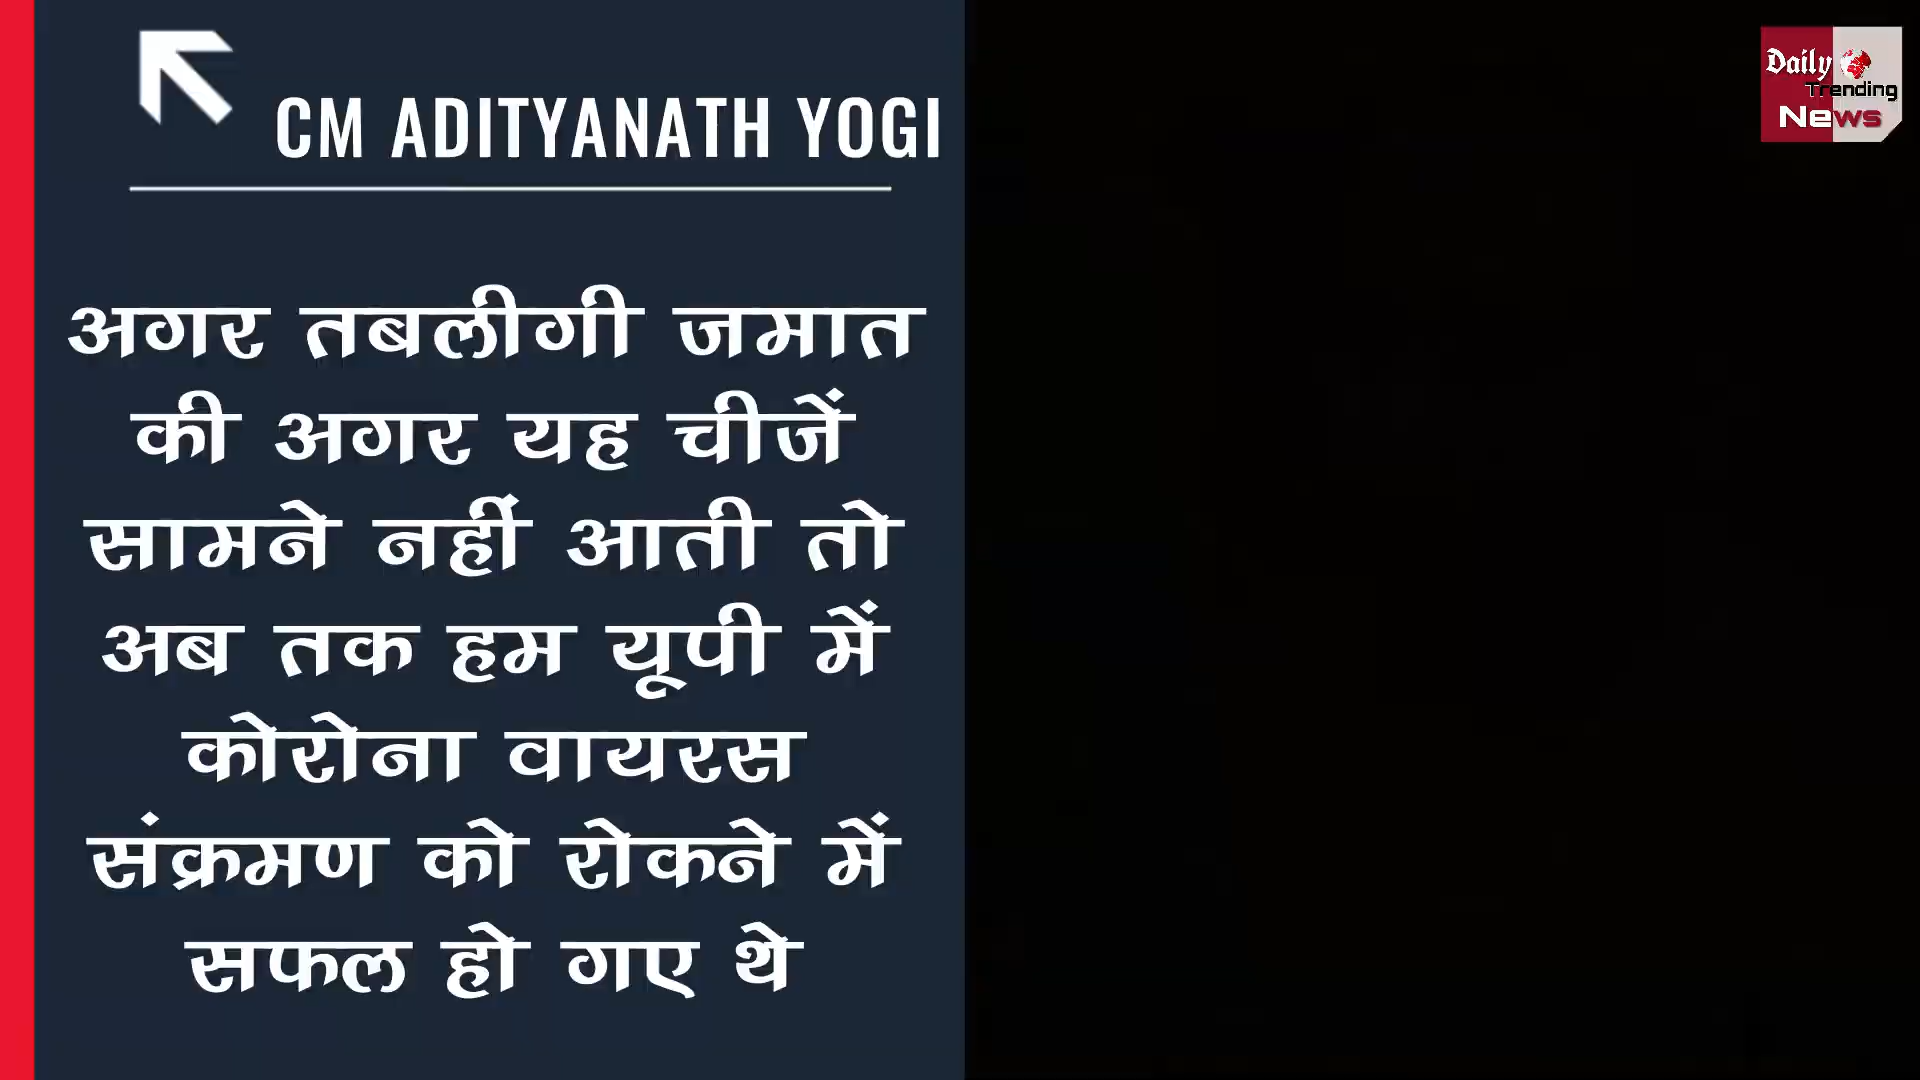 CM ADITYANATH YOGI
अगर तबलीगी जमात
की अगर यह चीजें
सामने नहीं आती तो
अब तक हम यूपी में
कोरोना वायरस
संक्रमण को रोकने में
सफल हो गए थे
Daily
Trending
News